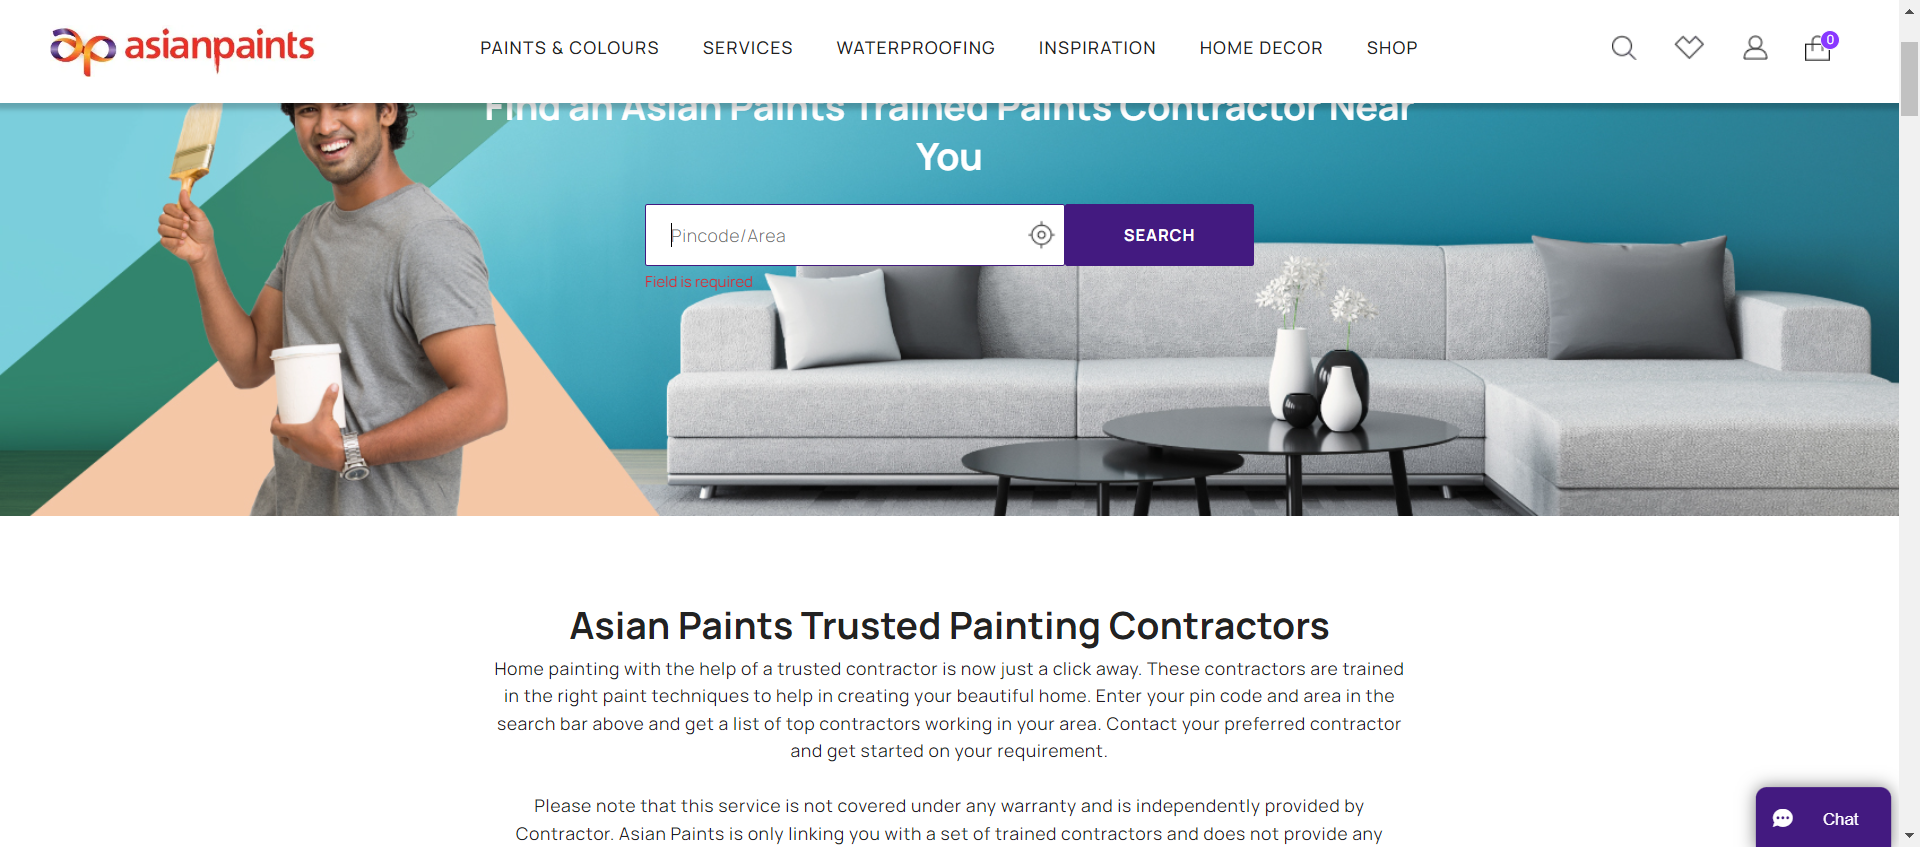 asianpaints
PAINTS & COLOURS SERVICES WATERPROOFING INSPIRATION HOME DECOR SHOP
0
Find an Asian Paints Trained Paints Contractor Near
You
Pincode/Area
SEARCH
Field is required
Asian Paints Trusted Painting Contractors
Home painting with the help of a trusted contractor is now just a click away. These contractors are trained
in the right paint techniques to help in creating your beautiful home. Enter your pin code and area in the
search bar above and get a list of top contractors working in your area. Contact your preferred contractor
and get started on your requirement.
Please note that this service is not covered under any warranty and is independently provided by
Contractor. Asian Paints is only linking you with a set of trained contractors and does not provide any
Chat